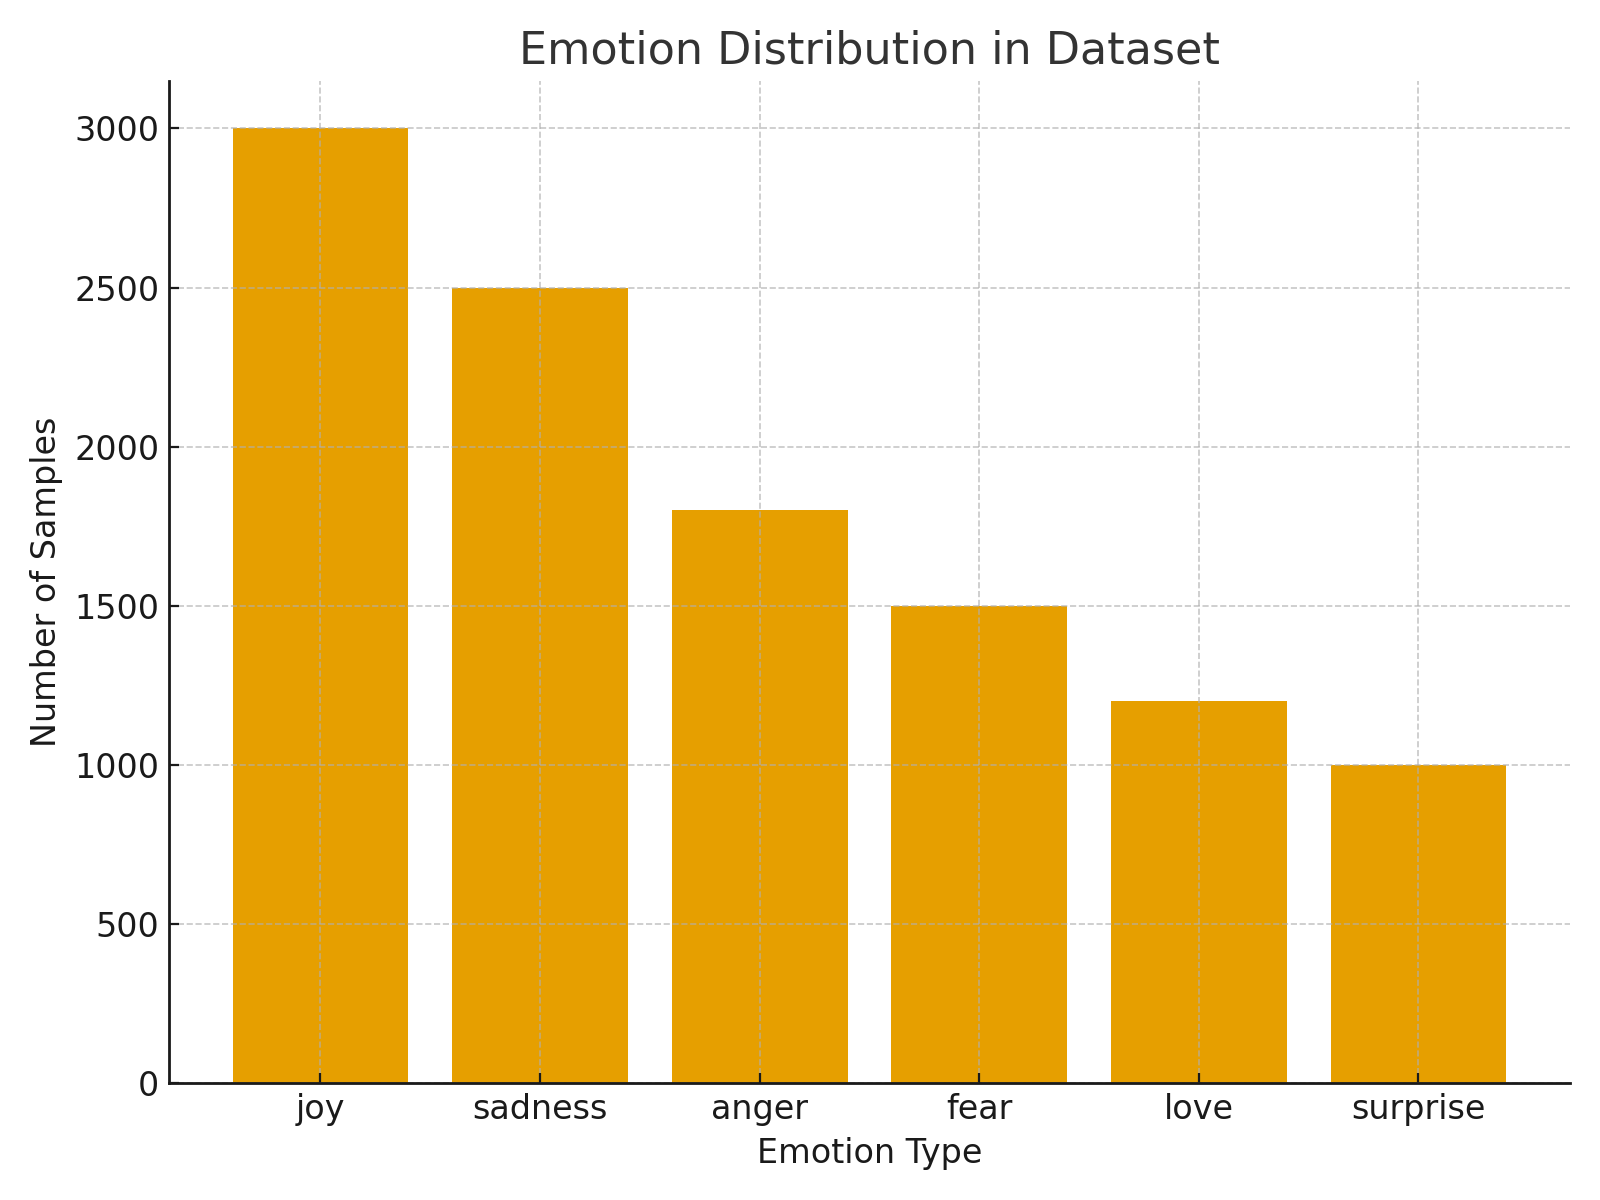 Emotion Distribution in Dataset
3000
2500
2000
1500
1000
500
0
Number of Samples
joy sadness anger fear love surprise
Emotion Type